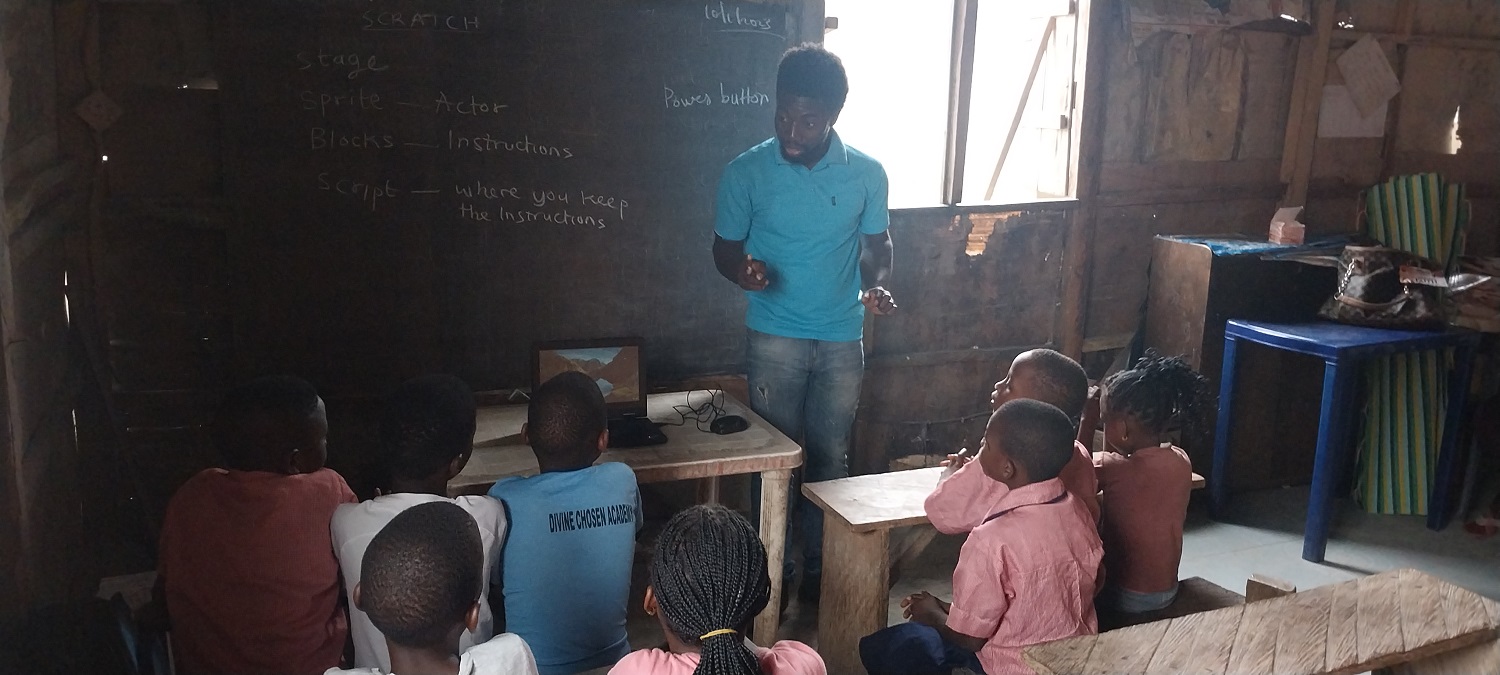 SCRATCH
Stage
Sprite — Actor
Blocks — Instructions
Script — where you keep
the Instructions
Power button
DIVINE CHOSEN ACADEMY